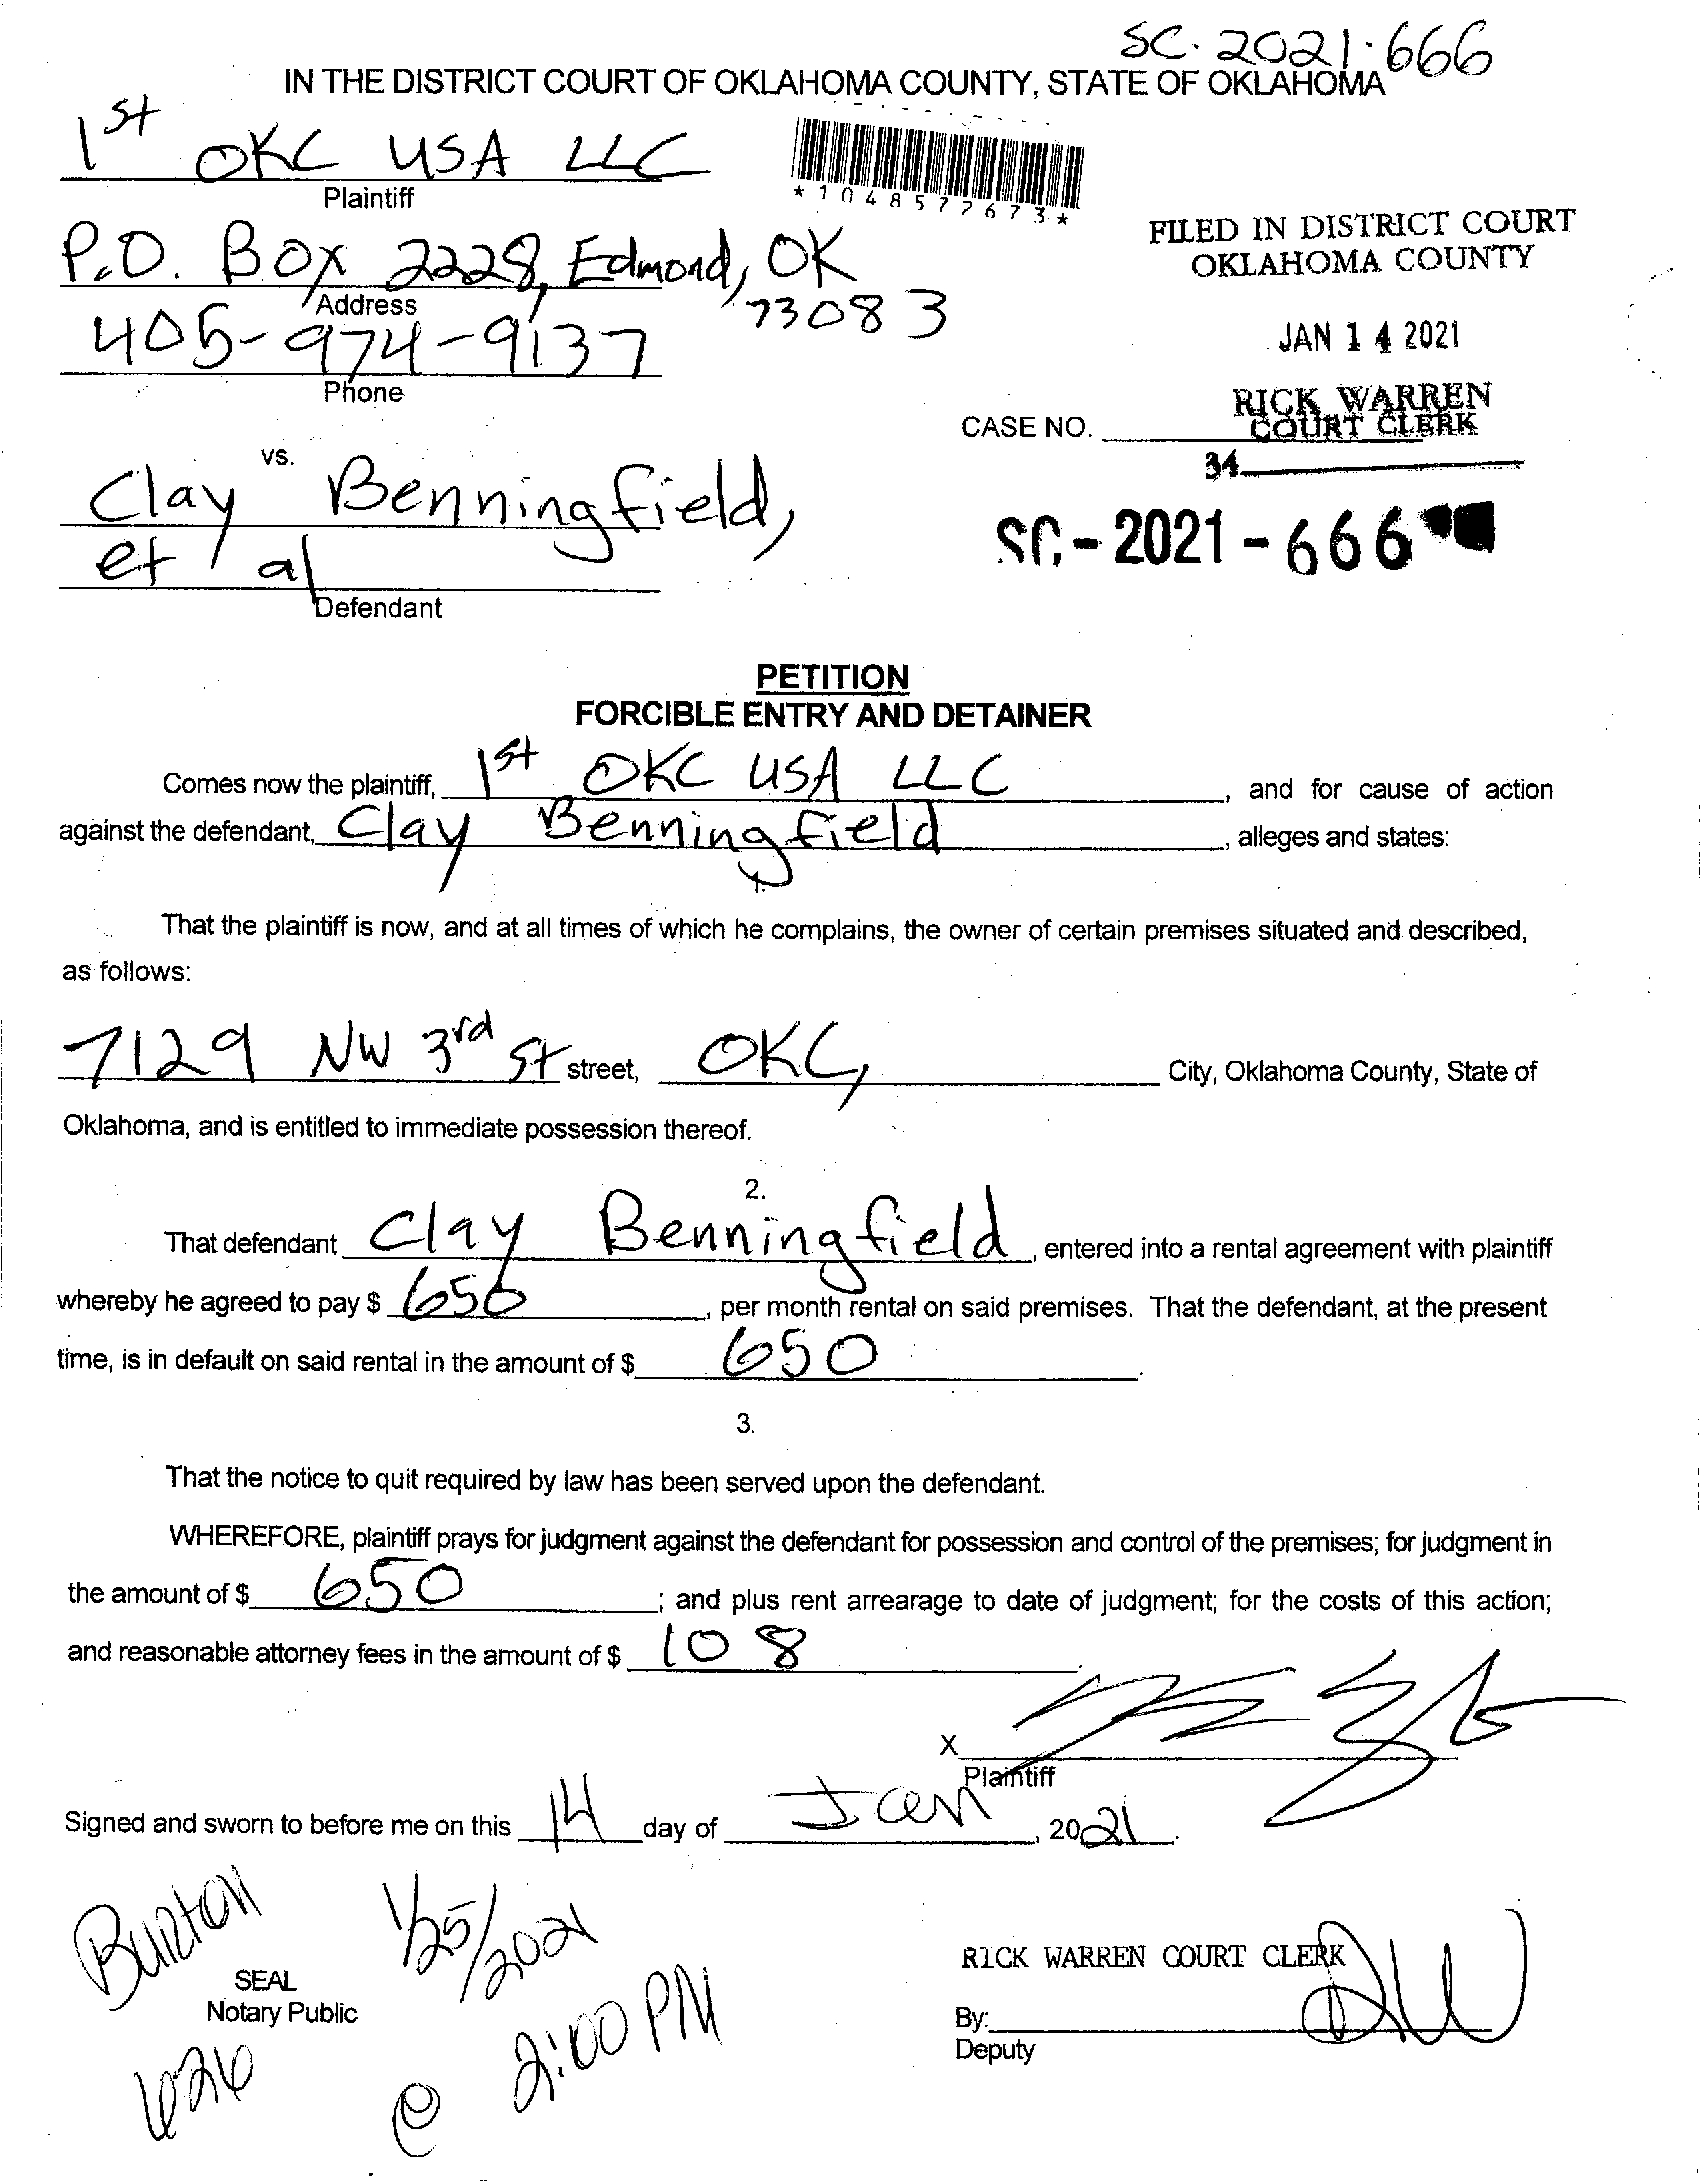 SC-2021-666
IN THE DISTRICT COURT OF OKLAHOMA COUNTY, STATE OF OKLAHOMA
1st OKC USA LLC
Plaintiff
*1048577673*
P.O. Box 2228, Edmond, OK
73083
Address
FILED IN DISTRICT COURT
OKLAHOMA COUNTY
405-974-9137
Phone
JAN 14 2021
RICK WARREN
COURT CLERK
CASE NO.
34
vs.
Clay Benningfield,
et al
Defendant
SC-2021-666
PETITION
FORCIBLE ENTRY AND DETAINER
Comes now the plaintiff, 1st OKC USA LLC, and for cause of action
against the defendant, Clay Benningfield, alleges and states:
1.
That the plaintiff is now, and at all times of which he complains, the owner of certain premises situated and described,
as follows:
7129 NW 3rd St street, OKC, City, Oklahoma County, State of
Oklahoma, and is entitled to immediate possession thereof.
2.
That defendant Clay Benningfield, entered into a rental agreement with plaintiff
whereby he agreed to pay $ 650, per month rental on said premises. That the defendant, at the present
time, is in default on said rental in the amount of $ 650.
3.
That the notice to quit required by law has been served upon the defendant.
WHEREFORE, plaintiff prays for judgment against the defendant for possession and control of the premises; for judgment in
the amount of $ 650; and plus rent arrearage to date of judgment; for the costs of this action;
and reasonable attorney fees in the amount of $ 108.
X
Plaintiff
Signed and sworn to before me on this 14 day of Jan, 2021.
Burton 1/25/2021
SEAL
Notary Public
626 @ 2:00 PM
RICK WARREN COURT CLERK
By:
Deputy